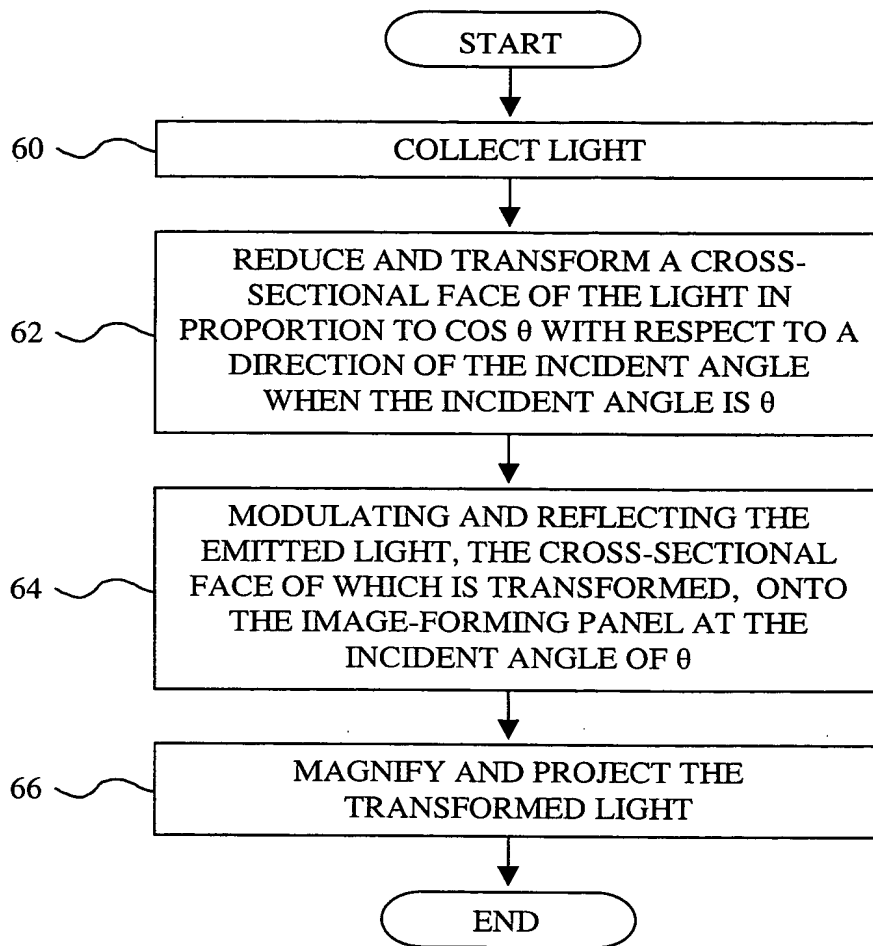 START
60
COLLECT LIGHT
62
REDUCE AND TRANSFORM A CROSS-
SECTIONAL FACE OF THE LIGHT IN
PROPORTION TO COS θ WITH RESPECT TO A
DIRECTION OF THE INCIDENT ANGLE
WHEN THE INCIDENT ANGLE IS θ
64
MODULATING AND REFLECTING THE
EMITTED LIGHT, THE CROSS-SECTIONAL
FACE OF WHICH IS TRANSFORMED, ONTO
THE IMAGE-FORMING PANEL AT THE
INCIDENT ANGLE OF θ
66
MAGNIFY AND PROJECT THE
TRANSFORMED LIGHT
END